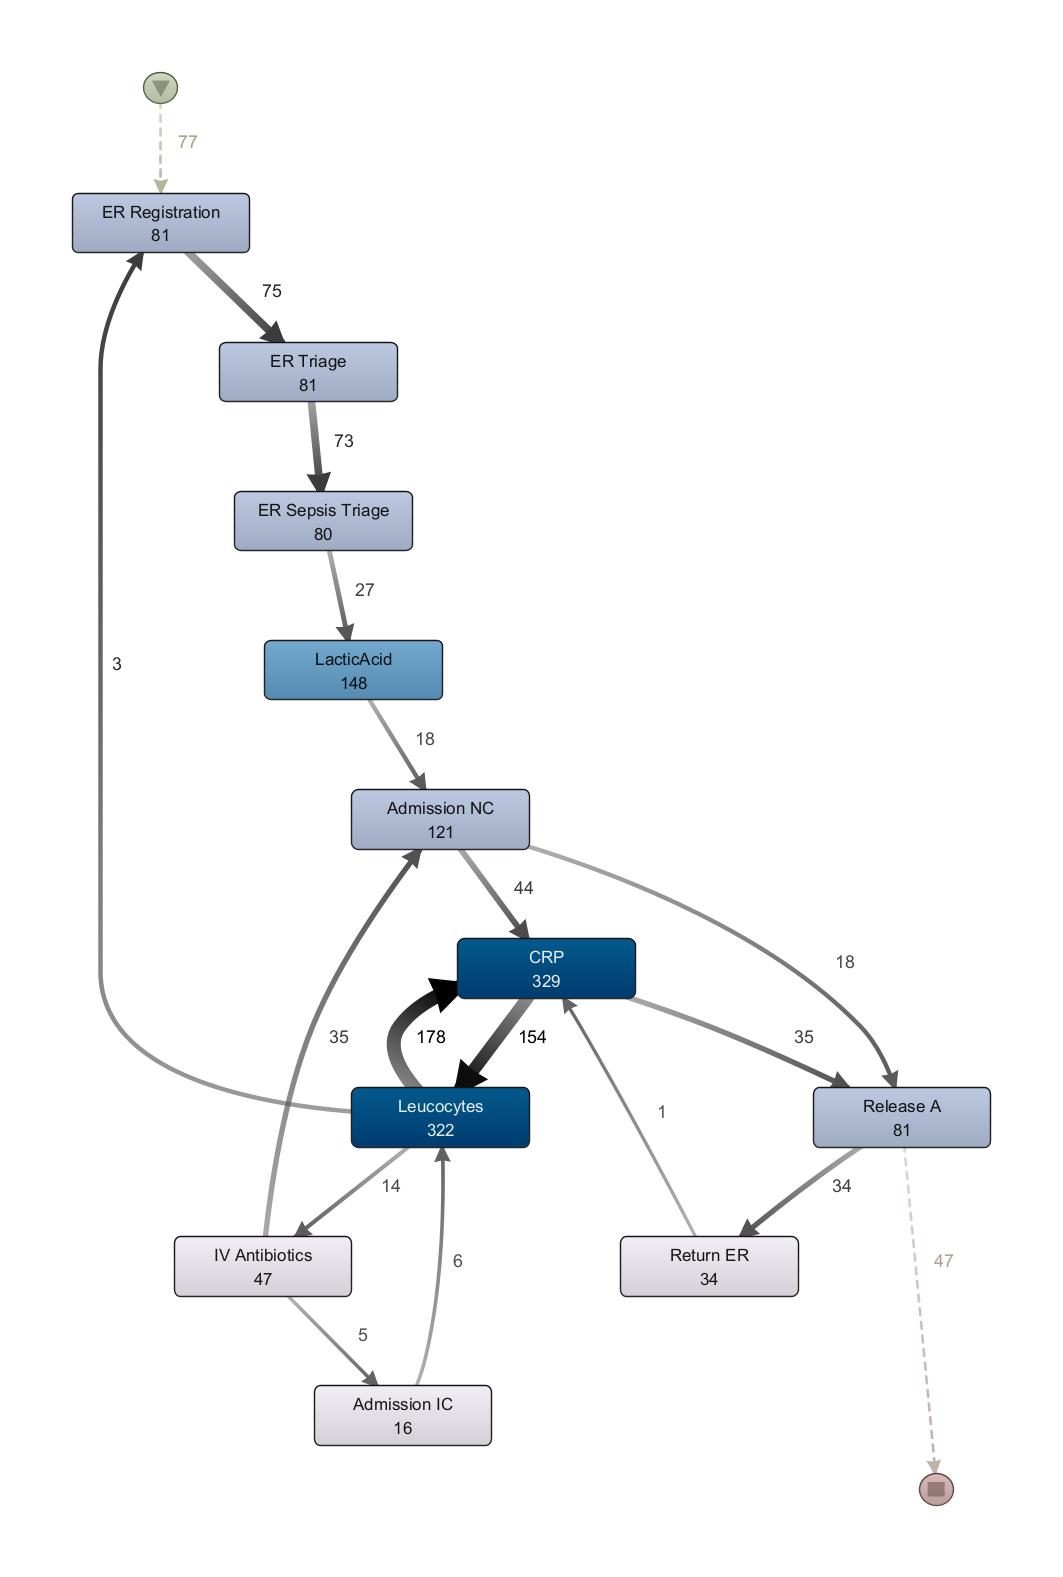 77
ER Registration
81
75
ER Triage
81
73
ER Sepsis Triage
80
27
3
LacticAcid
148
18
Admission NC
121
44
18
CRP
329
35
178
154
35
Leucocytes
322
1
Release A
81
14
34
IV Antibiotics
47
6
Return ER
34
47
5
Admission IC
16